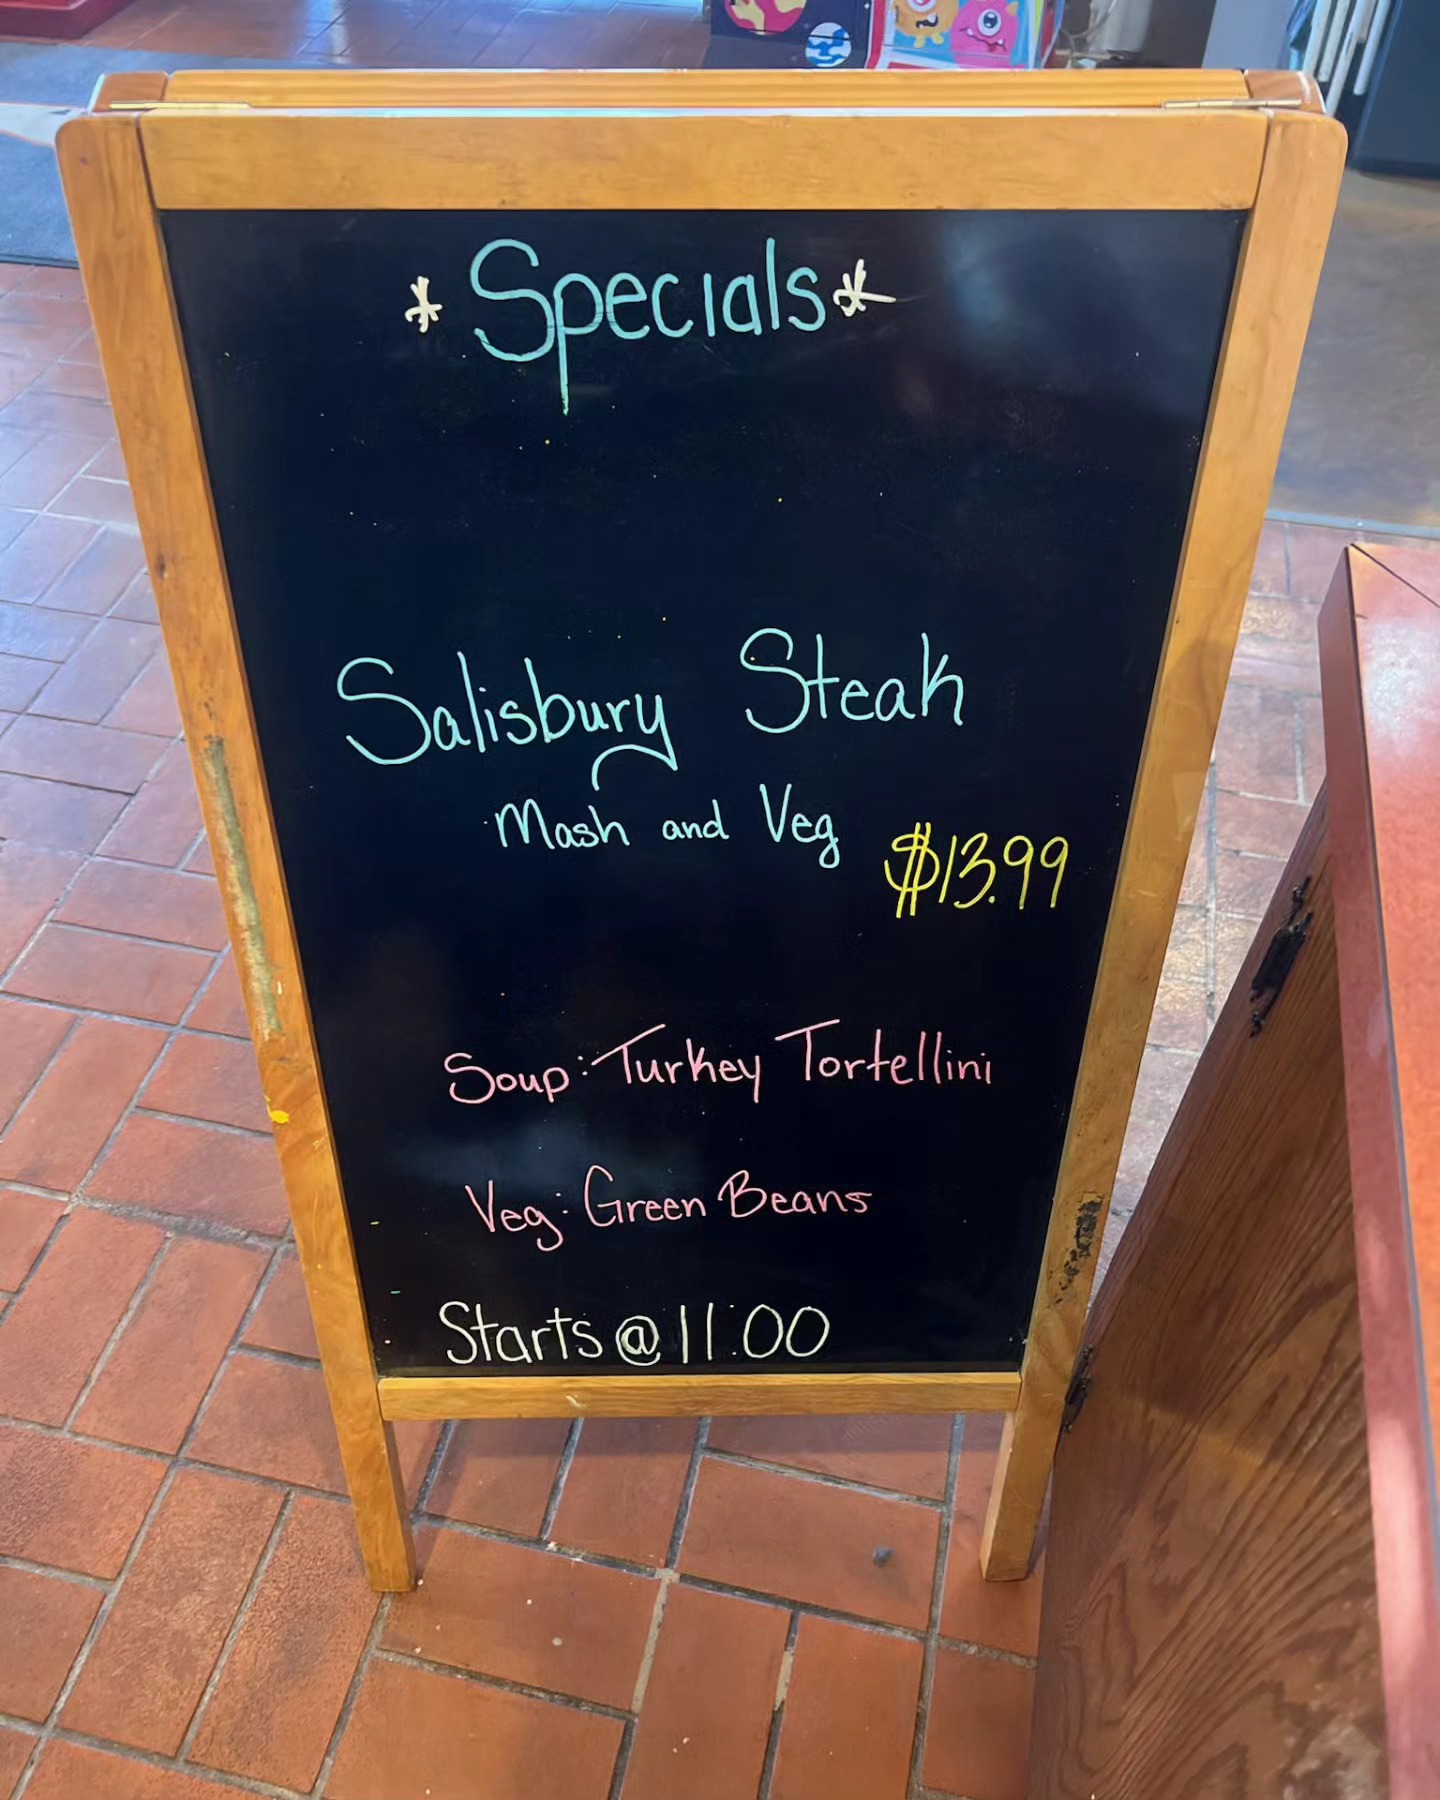 * Specials *
Salisbury Steak
Mash and Veg
$13.99
Soup: Turkey Tortellini
Veg: Green Beans
Starts @ 11:00